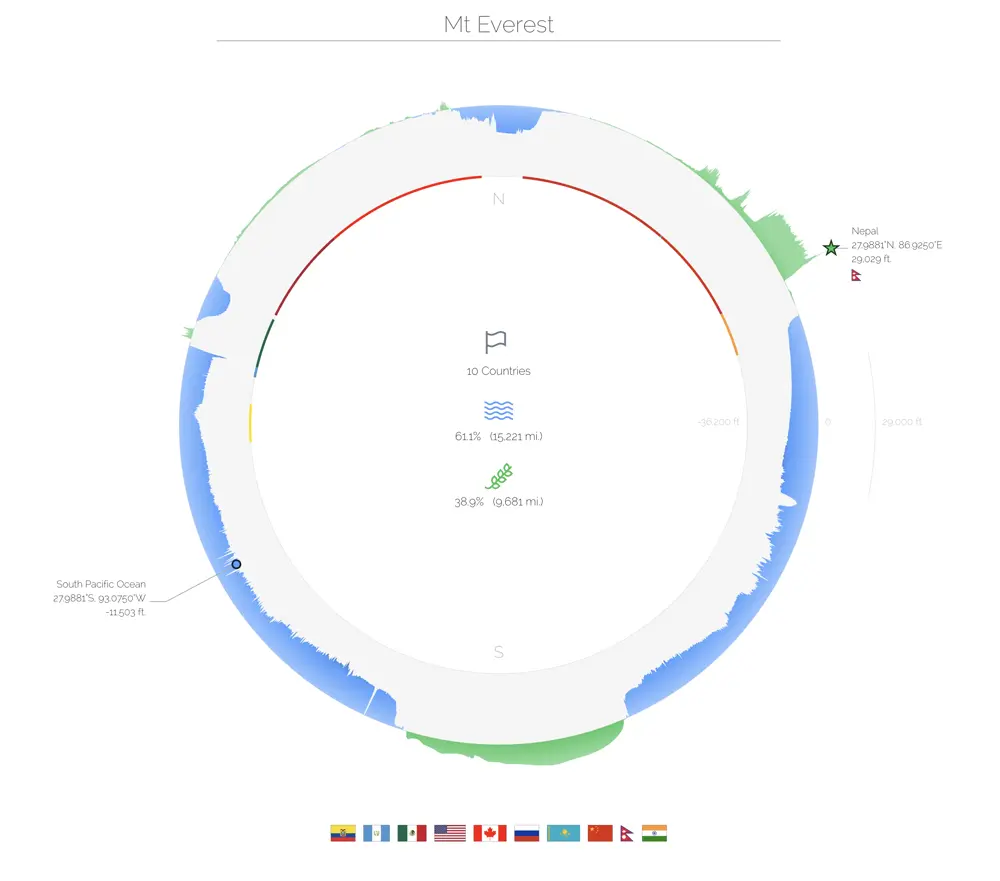 Mt Everest
N
Nepal
27.9881°N, 86.9250°E
29,029 ft.
10 Countries
-36,200 ft
0
29,000 ft
61.1% (15,221 mi.)
38.9% (9,681 mi.)
South Pacific Ocean
27.9881°S, 93.0750°W
-11,503 ft.
S